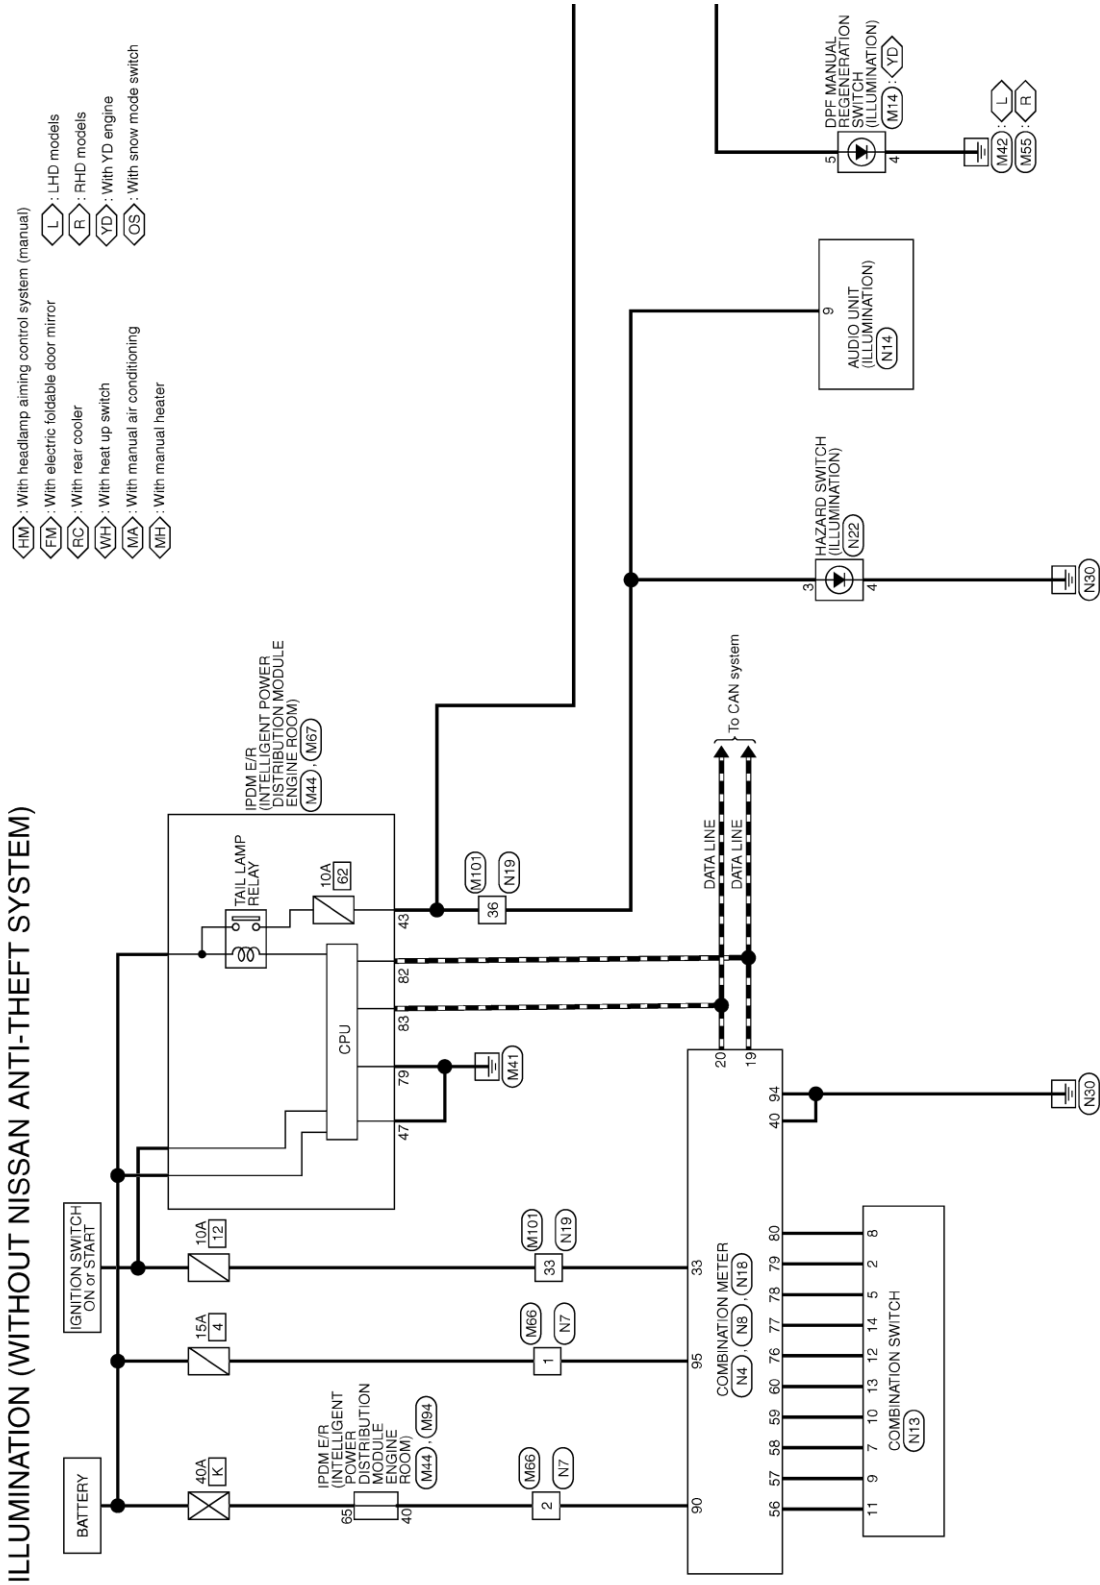 ILLUMINATION (WITHOUT NISSAN ANTI-THEFT SYSTEM)
HM : With headlamp aiming control system (manual)
FM : With electric foldable door mirror
RC : With rear cooler
WH : With heat up switch
MA : With manual air conditioning
MH : With manual heater
L : LHD models
R : RHD models
YD : With YD engine
OS : With snow mode switch
BATTERY
IGNITION SWITCH
ON or START
40A
K
15A
4
10A
12
IPDM E/R
(INTELLIGENT POWER
DISTRIBUTION MODULE
ENGINE ROOM)
M44 , M67
TAIL LAMP
RELAY
10A
62
CPU
47
79
83
82
43
M41
IPDM E/R
(INTELLIGENT
POWER
DISTRIBUTION
MODULE
ENGINE
ROOM)
M44 , M94
65
40
2
M66
N7
1
M66
N7
33
M101
N19
36
M101
N19
90
95
33
20
19
DATA LINE
DATA LINE
To CAN system
COMBINATION METER
N4 , N8 , N18
56
57
58
59
60
76
77
78
79
80
40
94
N30
11
9
7
10
13
12
14
5
2
8
COMBINATION SWITCH
N13
HAZARD SWITCH
(ILLUMINATION)
N22
3
4
N30
9
AUDIO UNIT
(ILLUMINATION)
N14
DPF MANUAL
REGENERATION
SWITCH
(ILLUMINATION)
M14 : YD
5
4
M42 : L
M55 : R